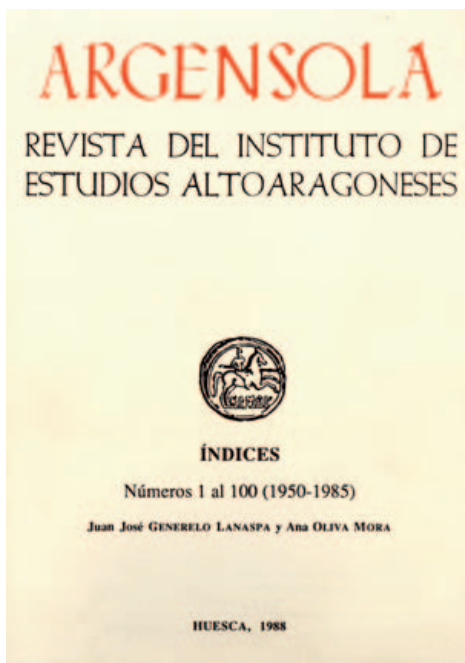 ARGENSOLA
REVISTA DEL INSTITUTO DE
ESTUDIOS ALTOARAGONESES
ÍNDICES
Números 1 al 100 (1950-1985)
Juan José GENERELO LANASPA y Ana OLIVA MORA
HUESCA, 1988